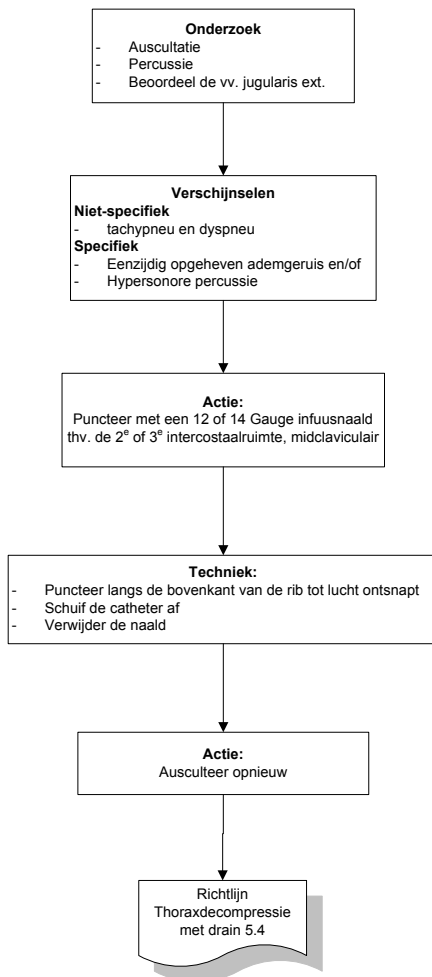 Onderzoek
- Auscultatie
- Percussie
- Beoordeel de vv. jugularis ext.
Verschijnselen
Niet-specifiek
- tachypneu en dyspneu
Specifiek
- Eenzijdig opgeheven ademgeruis en/of
- Hypersonore percussie
Actie:
Puncteer met een 12 of 14 Gauge infuusnaald
thv. de 2e of 3e intercostaalruimte, midclaviculair
Techniek:
- Puncteer langs de bovenkant van de rib tot lucht ontsnapt
- Schuif de catheter af
- Verwijder de naald
Actie:
Ausculteer opnieuw
Richtlijn
Thoraxdecompressie
met drain 5.4